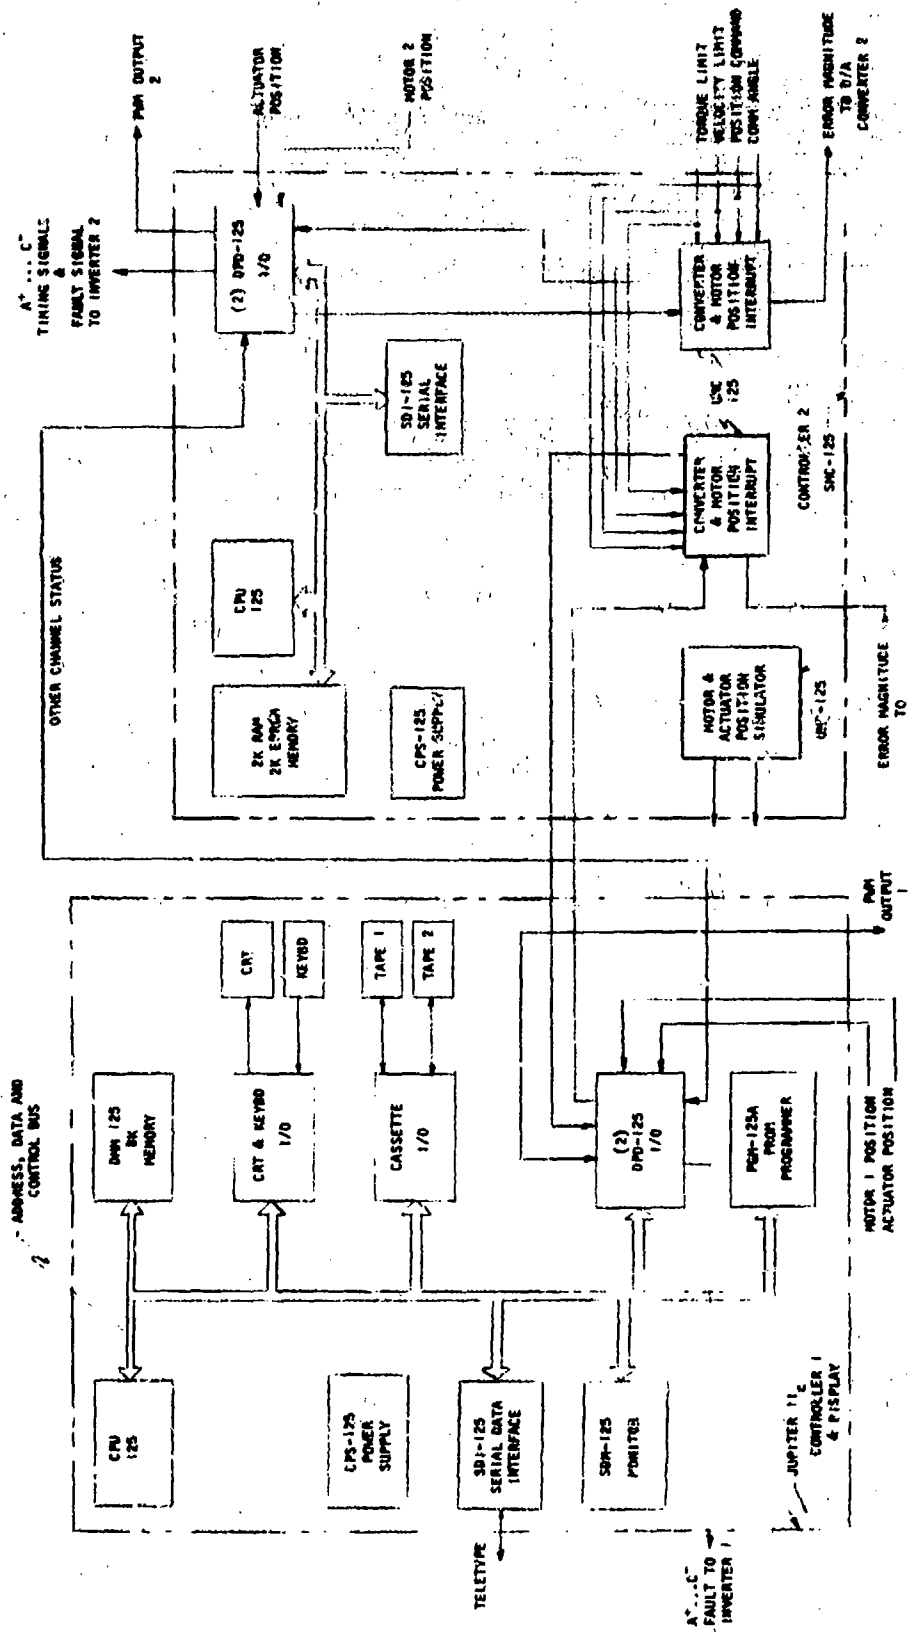 - ADDRESS, DATA AND
CONTROL BUS
CPU
125
DMM 125
8K
MEMORY
CPS-125
POWER
SUPPLY
CRT & KEYBD
I/O
CRT
KEYBD
SDI-125
SERIAL DATA
INTERFACE
TELETYPE
CASSETTE
I/O
TAPE 1
TAPE 2
MONITOR
(2)
DPD-125
I/O
PGM-125A
PROM
PROGRAMMER
JUPITER II
CONTROLLER 1
& DISPLAY
A+...C-
FAULT TO
INVERTER 1
MOTOR 1 POSITION
ACTUATOR POSITION
PWM
OUTPUT
1
OTHER CHANNEL STATUS
A+ ... C-
TIMING SIGNALS
&
FAULT SIGNAL
TO INVERTER 2
PWM OUTPUT
2
ACTUATOR
POSITION
MOTOR 2
POSITION
2K RAM
2K EPROM
MEMORY
CPU
125
(2) DPD-125
I/O
CPS-125
POWER SUPPLY
SDI-125
SERIAL
INTERFACE
MOTOR &
ACTUATOR
POSITION
SIMULATOR
CONVERTER
& MOTOR
POSITION
INTERRUPT
125
CONVERTER
& MOTOR
POSITION
INTERRUPT
TORQUE LIMIT
VELOCITY LIMIT
POSITION COMMAND
COMM ANGLE
CONTROLLER 2
SMC-125
ERROR MAGNITUDE
TO
ERROR MAGNITUDE
TO D/A
CONVERTER 2